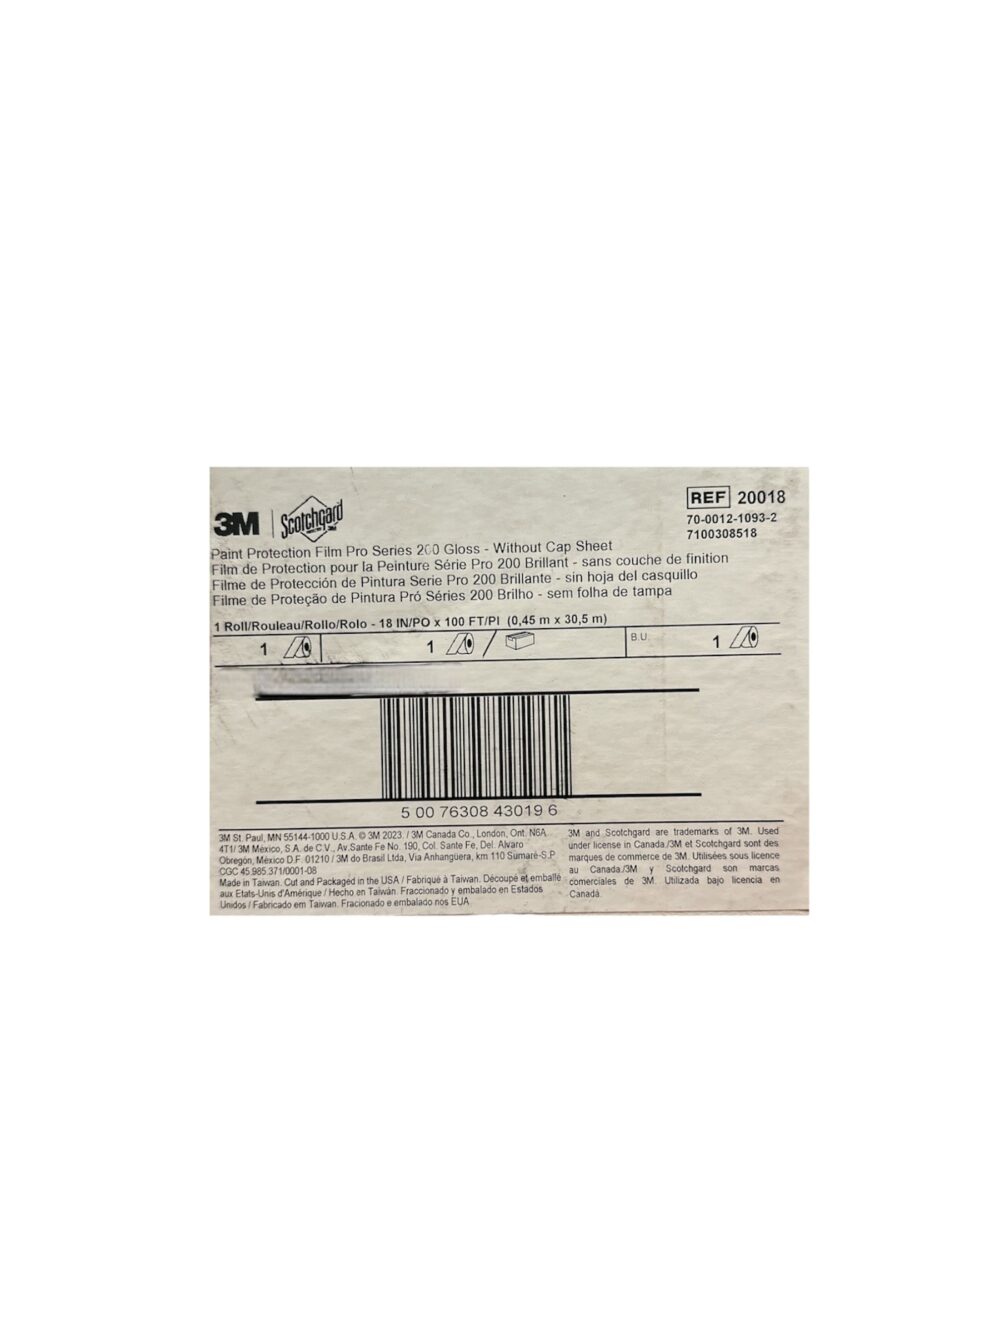 3M Scotchgard
REF 20018
70-0012-1093-2
7100308518
Paint Protection Film Pro Series 200 Gloss - Without Cap Sheet
Film de Protection pour la Peinture Série Pro 200 Brillant - sans couche de finition
Filme de Protección de Pintura Serie Pro 200 Brillante - sin hoja del casquillo
Filme de Proteção de Pintura Pró Séries 200 Brilho - sem folha de tampa
1 Roll/Rouleau/Rollo/Rolo - 18 IN/PO x 100 FT/PI (0,45 m x 30,5 m)
1 1 / B.U. 1
5 00 76308 43019 6
3M St. Paul, MN 55144-1000 U.S.A. © 3M 2023. / 3M Canada Co., London, Ont. N6A
4T1/ 3M México, S.A. de C.V., Av.Sante Fe No. 190, Col. Sante Fe, Del. Alvaro
Obregón, México D.F. 01210 / 3M do Brasil Ltda, Via Anhangüera, km 110 Sumaré-S.P
CGC 45.985.371/0001-08
Made in Taiwan. Cut and Packaged in the USA / Fabriqué à Taiwan. Découpé et emballé
aux Etats-Unis d'Amérique / Hecho en Taiwán. Fraccionado y embalado en Estados
Unidos / Fabricado em Taiwan. Fracionado e embalado nos EUA
3M and Scotchgard are trademarks of 3M. Used
under license in Canada./3M et Scotchgard sont des
marques de commerce de 3M. Utilisées sous licence
au Canada./3M y Scotchgard son marcas
comerciales de 3M. Utilizada bajo licencia en
Canadá.